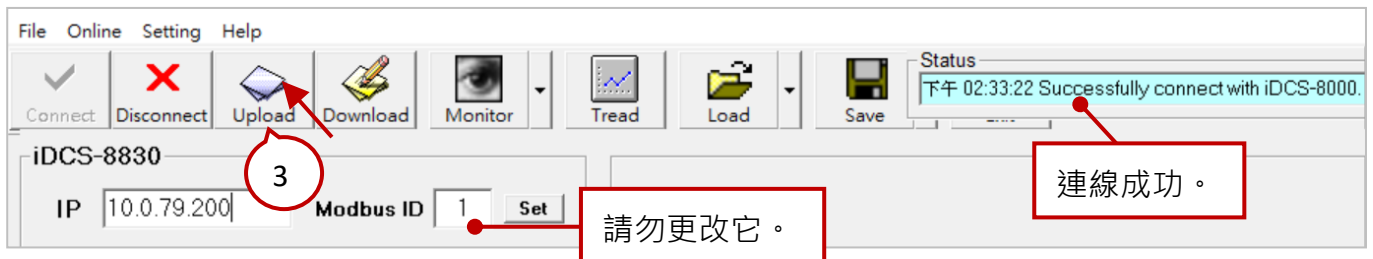 File Online Setting Help
Connect Disconnect Upload Download Monitor Tread Load Save
Status
下午 02:33:22 Successfully connect with iDCS-8000.
iDCS-8830
3
IP 10.0.79.200 Modbus ID 1 Set
請勿更改它。
連線成功。